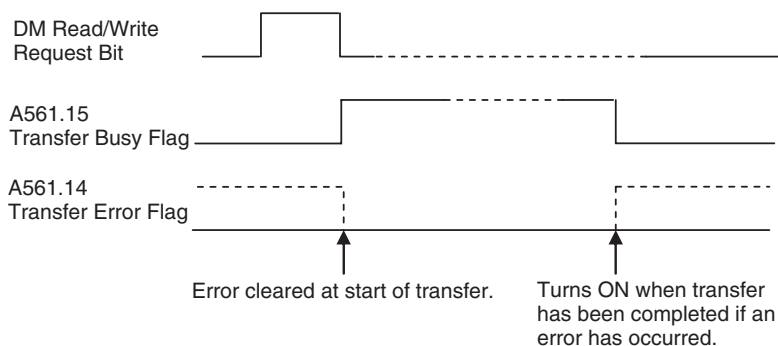 DM Read/Write
Request Bit
A561.15
Transfer Busy Flag
A561.14
Transfer Error Flag
Error cleared at start of transfer.
Turns ON when transfer
has been completed if an
error has occurred.